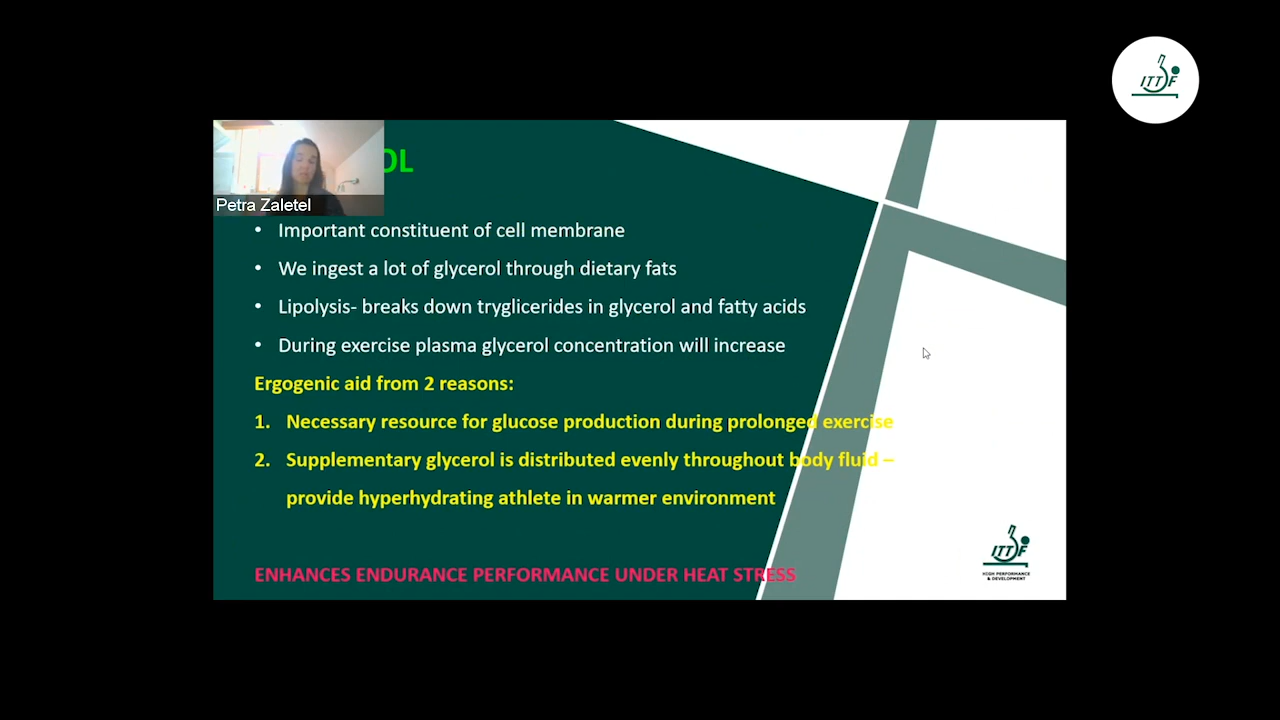 ITTF
OL
Petra Zaletel
• Important constituent of cell membrane
• We ingest a lot of glycerol through dietary fats
• Lipolysis- breaks down tryglicerides in glycerol and fatty acids
• During exercise plasma glycerol concentration will increase
Ergogenic aid from 2 reasons:
1. Necessary resource for glucose production during prolonged exercise
2. Supplementary glycerol is distributed evenly throughout body fluid –
provide hyperhydrating athlete in warmer environment
ENHANCES ENDURANCE PERFORMANCE UNDER HEAT STRESS
ITTF
HIGH PERFORMANCE
& DEVELOPMENT